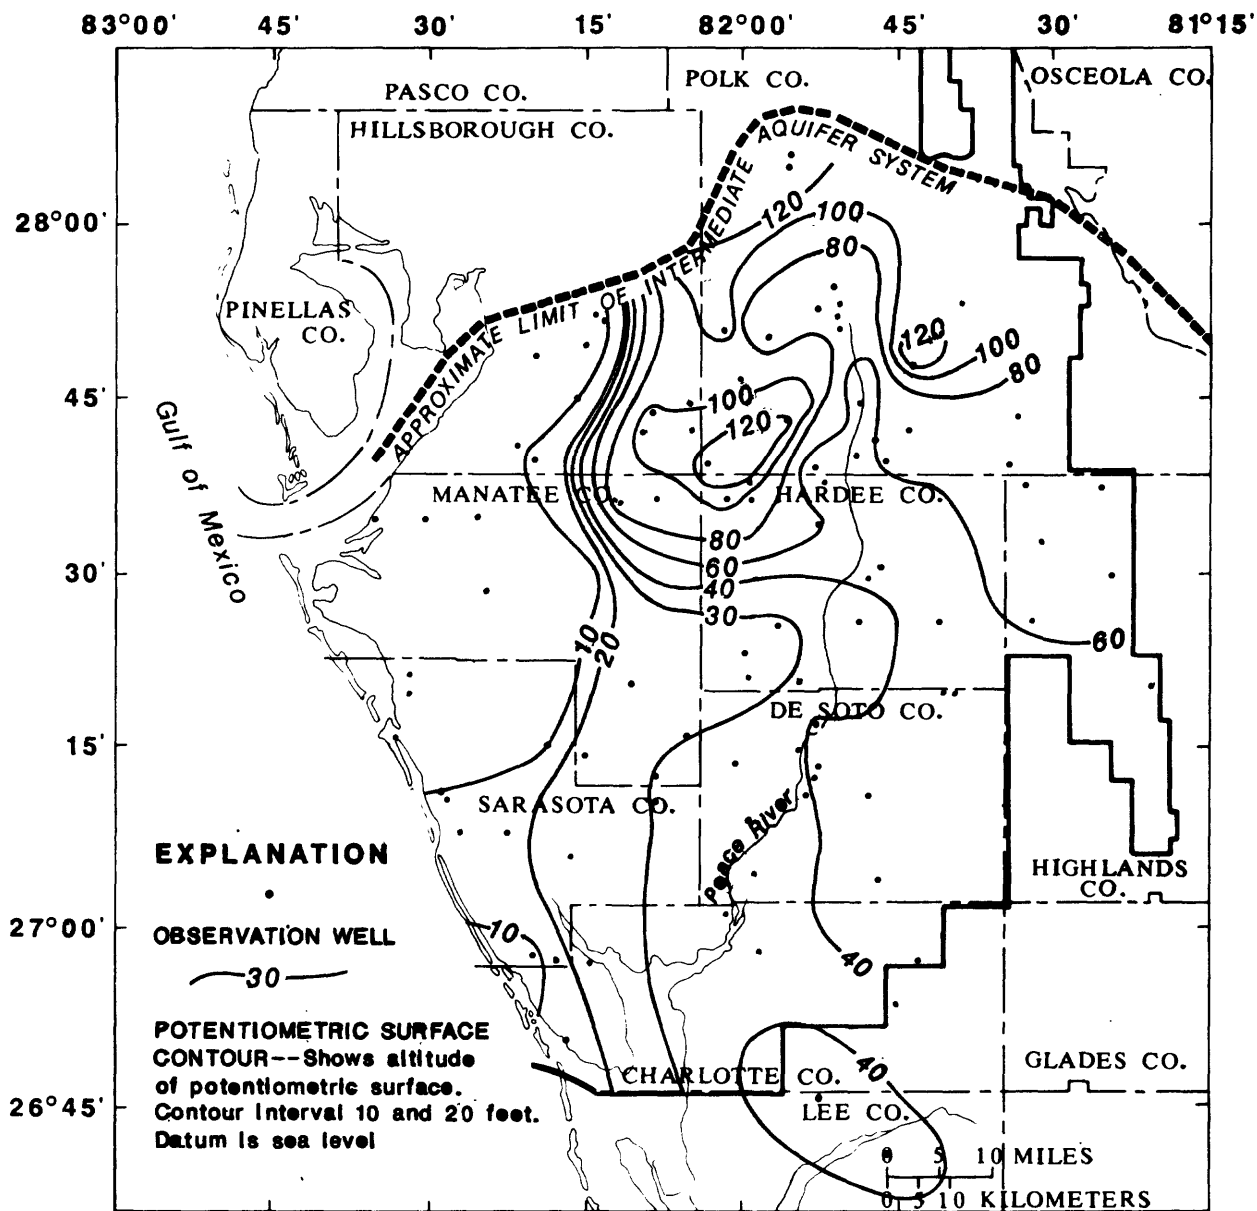 83°00' 45' 30' 15' 82°00' 45' 30' 81°15'
PASCO CO.
POLK CO.
OSCEOLA CO.
HILLSBOROUGH CO.
APPROXIMATE LIMIT OF INTERMEDIATE AQUIFER SYSTEM
28°00'
120
100
80
PINELLAS
CO.
120
100
80
45'
Gulf of Mexico
100
120
MANATEE CO.
HARDEE CO.
80
60
40
30
30'
10
20
60
DE SOTO CO.
15'
SARASOTA CO.
Peace River
HIGHLANDS
CO.
EXPLANATION
OBSERVATION WELL
30
27°00'
10
40
POTENTIOMETRIC SURFACE
CONTOUR--Shows altitude
of potentiometric surface.
Contour Interval 10 and 20 feet.
Datum is sea level
40
CHARLOTTE CO.
GLADES CO.
26°45'
LEE CO.
0 5 10 MILES
0 5 10 KILOMETERS